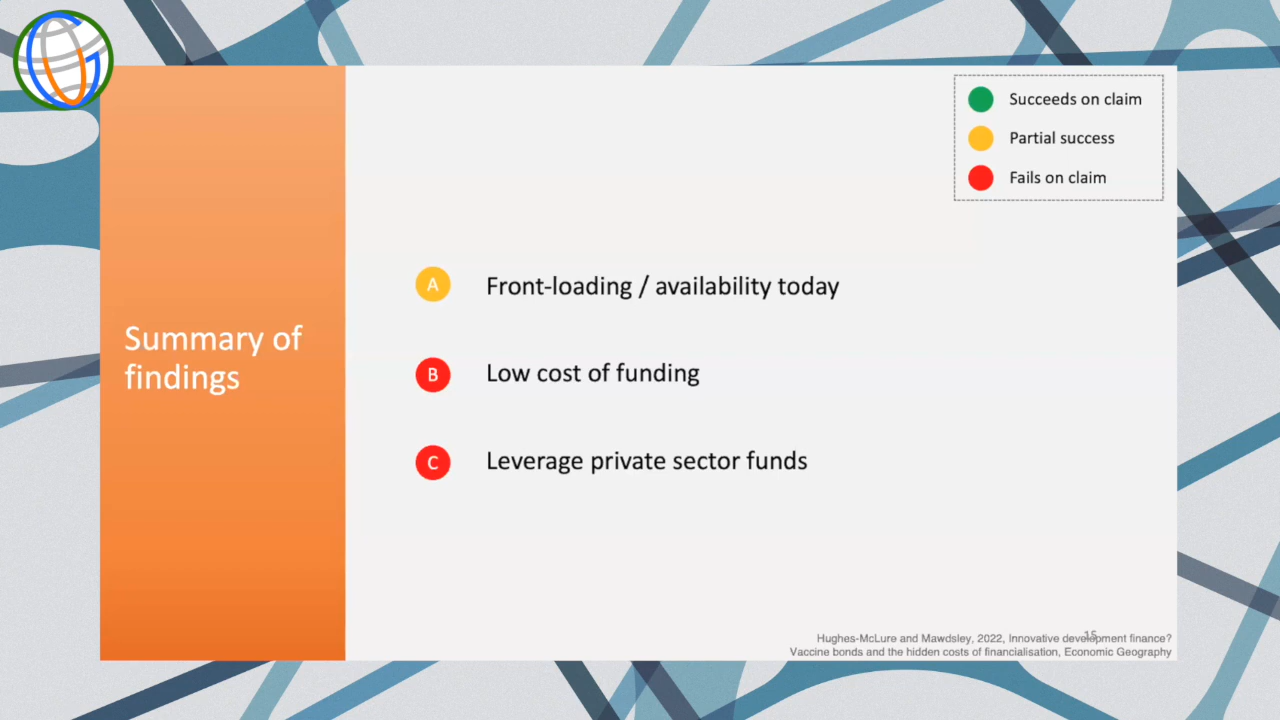 Succeeds on claim
Partial success
Fails on claim
Summary of
findings
A Front-loading / availability today
B Low cost of funding
C Leverage private sector funds
15
Hughes-McLure and Mawdsley, 2022, Innovative development finance?
Vaccine bonds and the hidden costs of financialisation, Economic Geography